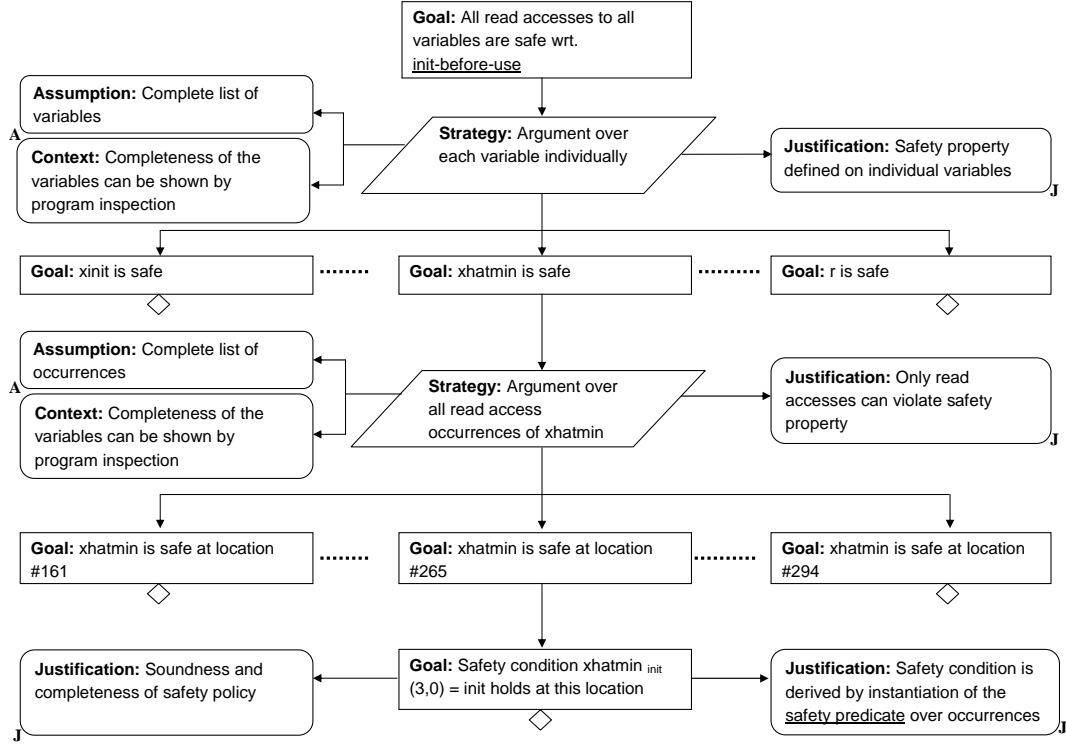 Goal: All read accesses to all
variables are safe wrt.
init-before-use
Assumption: Complete list of
variables
A
Context: Completeness of the
variables can be shown by
program inspection
Strategy: Argument over
each variable individually
Justification: Safety property
defined on individual variables
J
Goal: xinit is safe
Goal: xhatmin is safe
Goal: r is safe
Assumption: Complete list of
occurrences
A
Context: Completeness of the
variables can be shown by
program inspection
Strategy: Argument over
all read access
occurrences of xhatmin
Justification: Only read
accesses can violate safety
property
J
Goal: xhatmin is safe at location
#161
Goal: xhatmin is safe at location
#265
Goal: xhatmin is safe at location
#294
Justification: Soundness and
completeness of safety policy
J
Goal: Safety condition xhatmin init
(3,0) = init holds at this location
Justification: Safety condition is
derived by instantiation of the
safety predicate over occurrences
J